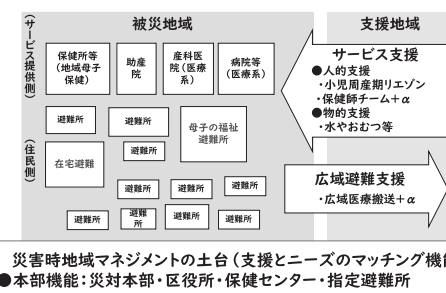 被災地域
支援地域
(サービス提供側)
保健所等
(地域母子
保健)
助産
院
産科医
院(医療
系)
病院等
(医療系)
サービス支援
●人的支援
・小児周産期リエゾン
・保健師チーム+α
●物的支援
・水やおむつ等
(住民側)
避難所
避難所
母子の福祉
避難所
在宅避難
避難所
避難所
避難所
避難所
避難所
避難
所
避難所
避難所
広域避難支援
・広域医療搬送+α
災害時地域マネジメントの土台(支援とニーズのマッチング機能
●本部機能:災対本部・区役所・保健センター・指定避難所